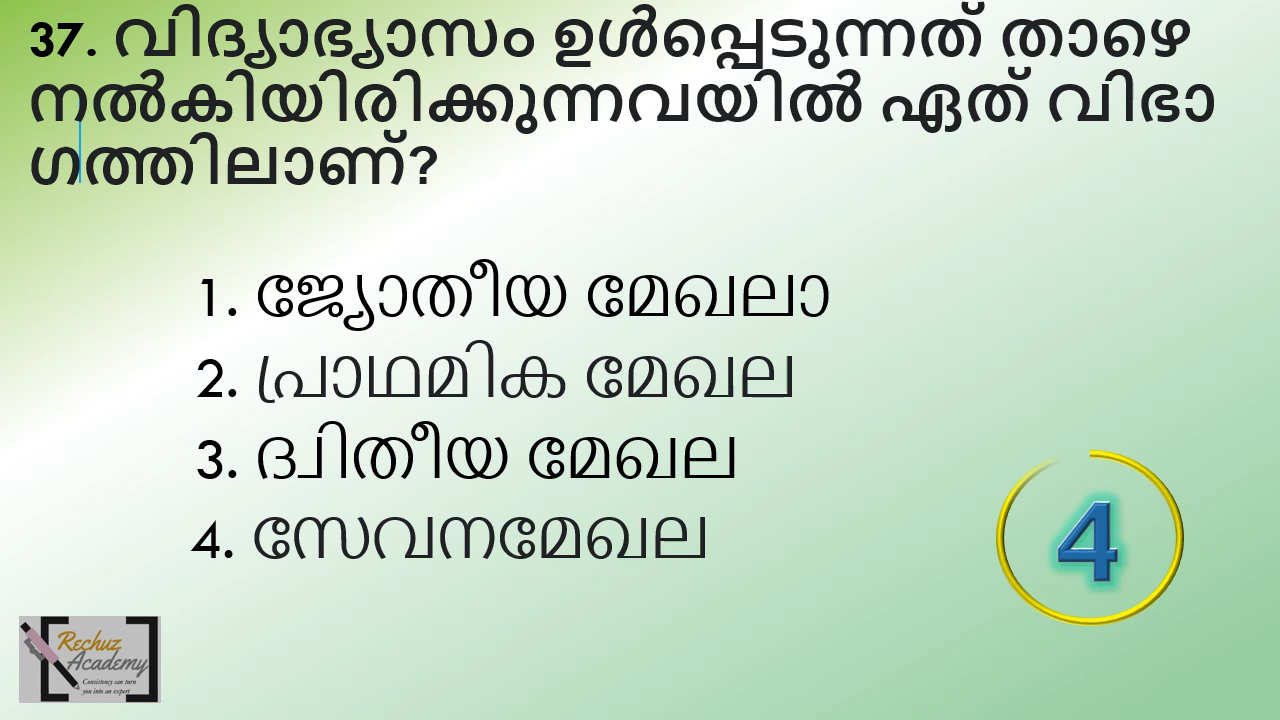 37. വിദ്യാഭ്യാസം ഉൾപ്പെടുന്നത് താഴെ
നൽകിയിരിക്കുന്നവയിൽ ഏത് വിഭാ
ഗത്തിലാണ്?
1. ജ്യോതീയ മേഖലാ
2. പ്രാഥമിക മേഖല
3. ദ്വിതീയ മേഖല
4. സേവനമേഖല
4
Rechuz
Academy
Consistency can turn
you into an expert